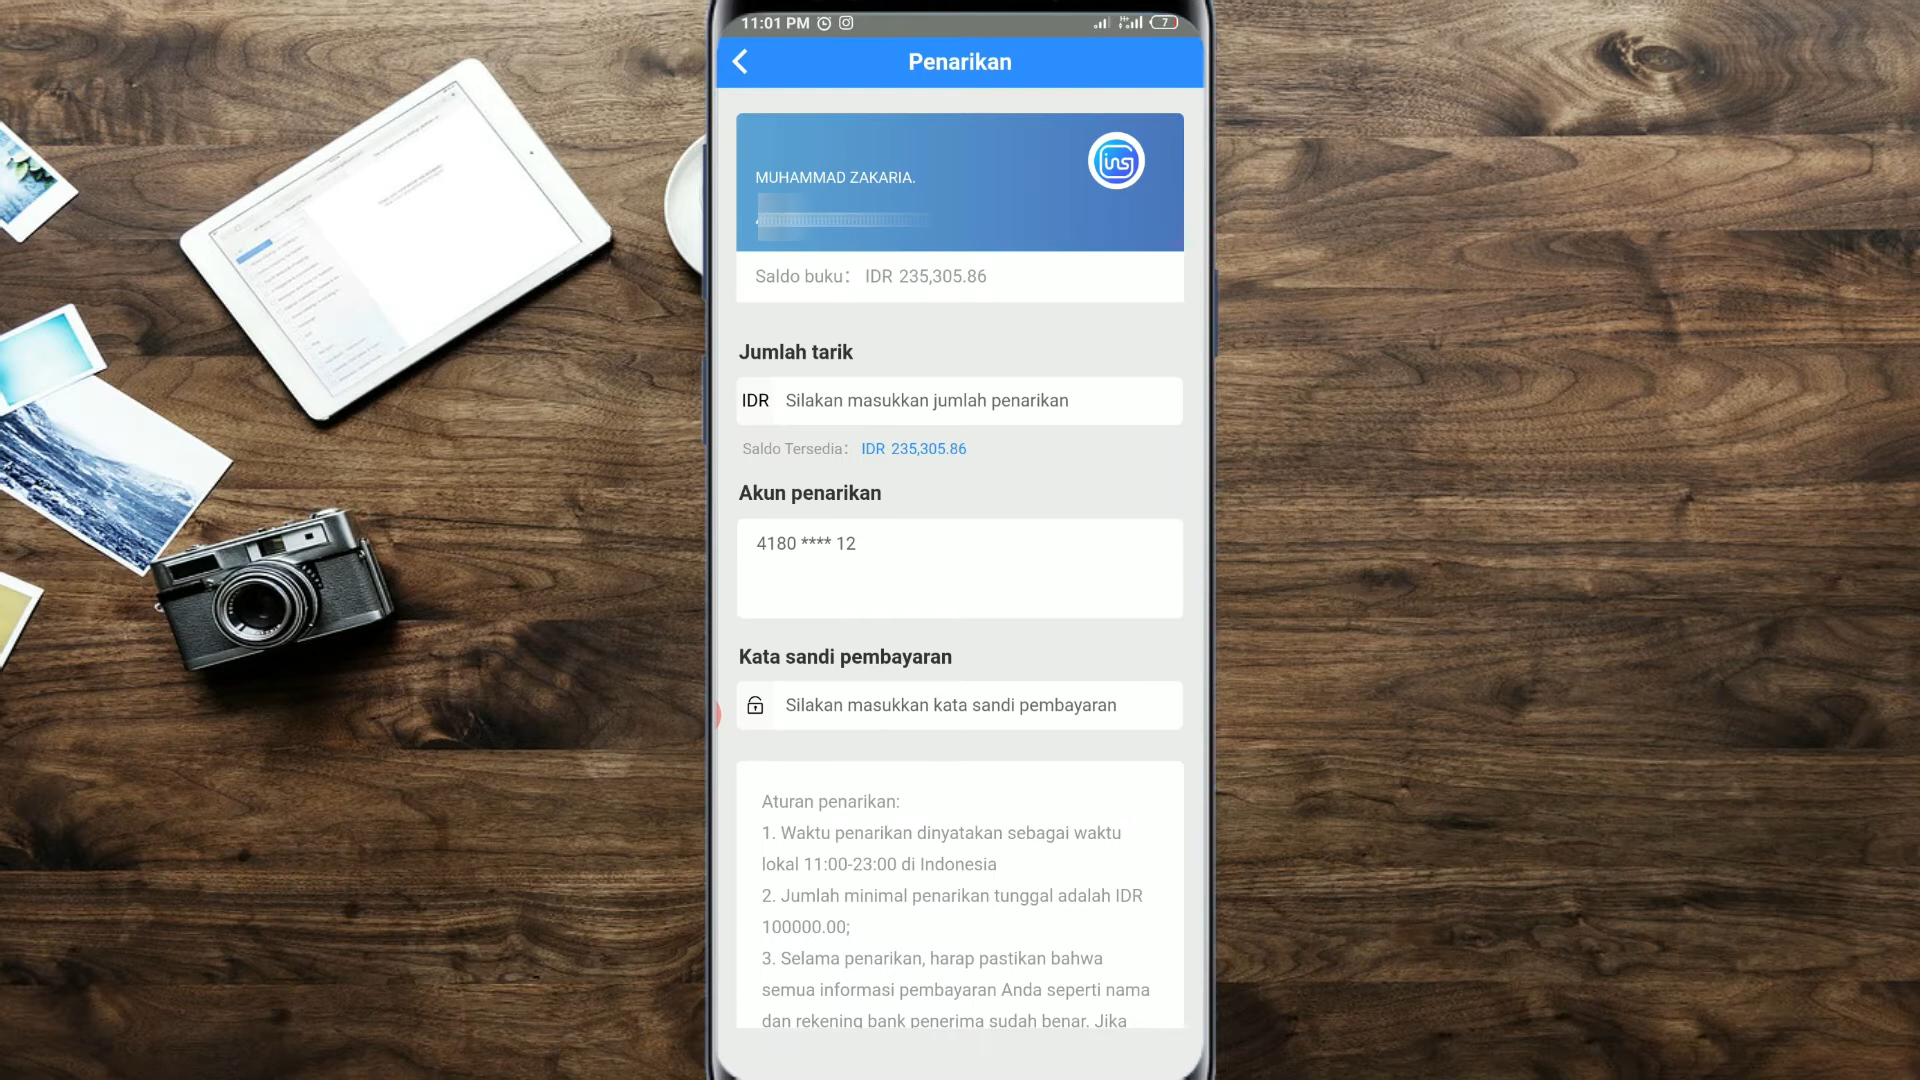 11:01 PM
H+
7
Penarikan
ins
MUHAMMAD ZAKARIA.
Saldo buku: IDR 235,305.86
Jumlah tarik
IDR Silakan masukkan jumlah penarikan
Saldo Tersedia: IDR 235,305.86
Akun penarikan
4180 **** 12
Kata sandi pembayaran
Silakan masukkan kata sandi pembayaran
Aturan penarikan:
1. Waktu penarikan dinyatakan sebagai waktu
lokal 11:00-23:00 di Indonesia
2. Jumlah minimal penarikan tunggal adalah IDR
100000.00;
3. Selama penarikan, harap pastikan bahwa
semua informasi pembayaran Anda seperti nama
dan rekening bank penerima sudah benar. Jika